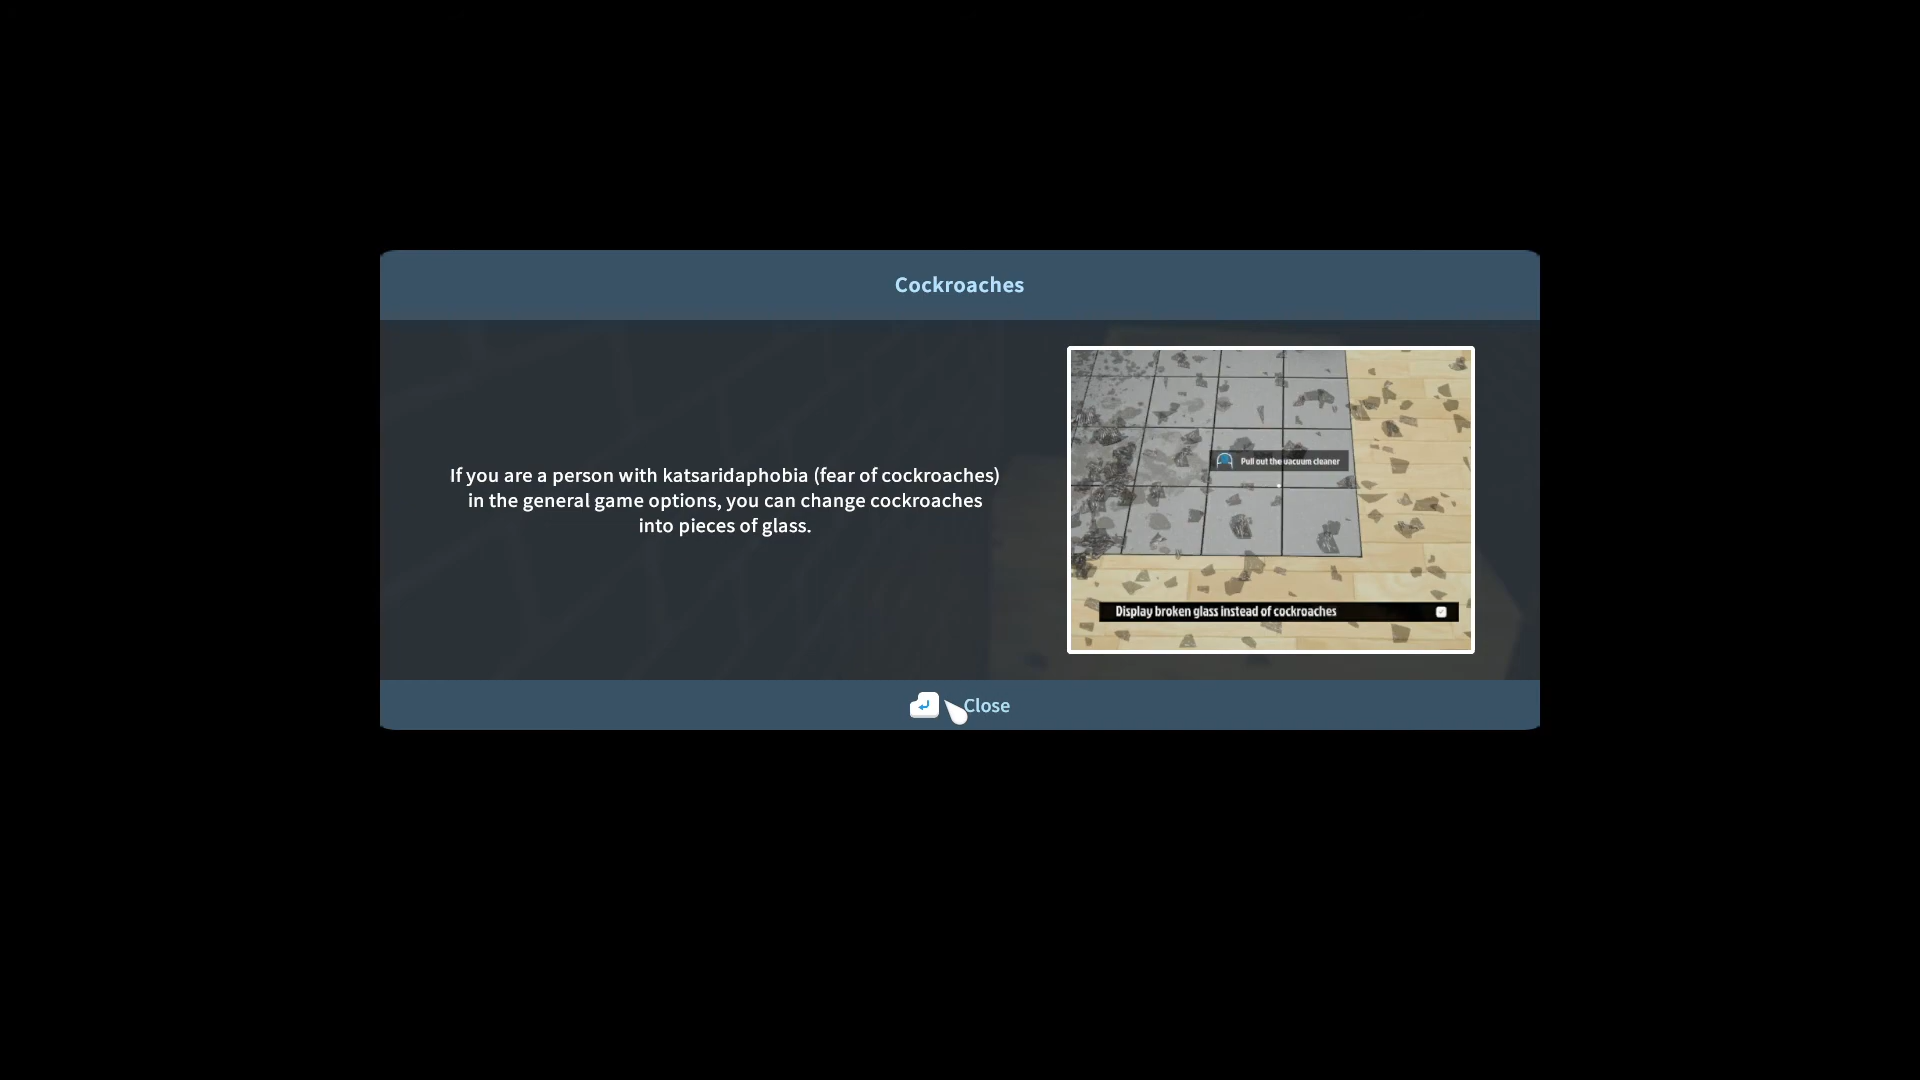 Cockroaches
If you are a person with katsaridaphobia (fear of cockroaches)
in the general game options, you can change cockroaches
into pieces of glass.
Pull out the vacuum cleaner
Display broken glass instead of cockroaches
Close